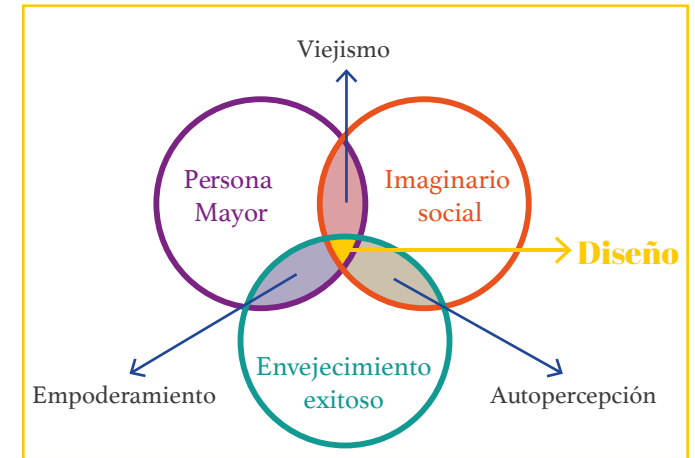 Viejismo
Persona
Mayor
Imaginario
social
Diseño
Envejecimiento
exitoso
Empoderamiento
Autopercepción